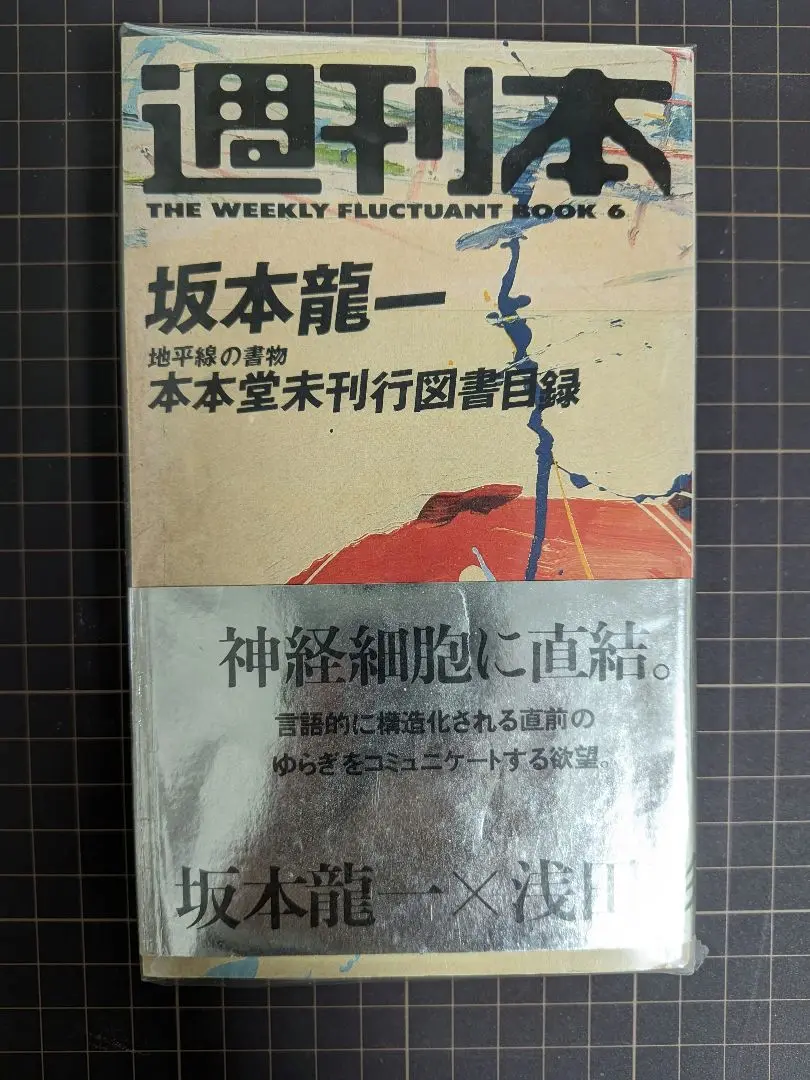 週刊本
THE WEEKLY FLUCTUANT BOOK 6
坂本龍一
地平線の書物
本本堂未刊行図書目録
神経細胞に直結。
言語的に構造化される直前の
ゆらぎをコミュニケートする欲望。
坂本龍一×浅田